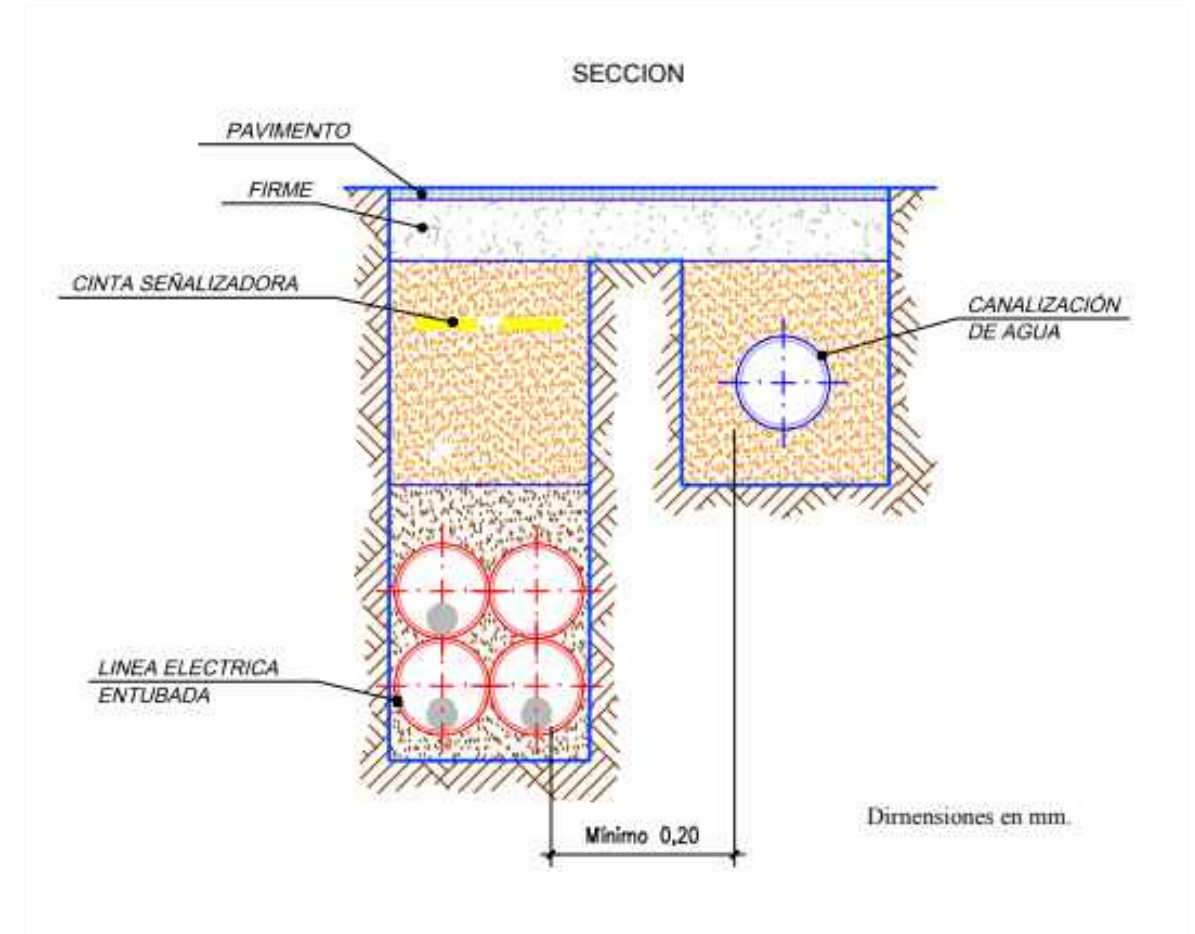 SECCION
PAVIMENTO
FIRME
CINTA SEÑALIZADORA
CANALIZACIÓN
DE AGUA
LINEA ELECTRICA
ENTUBADA
Dimensiones en mm.
Mínimo 0,20